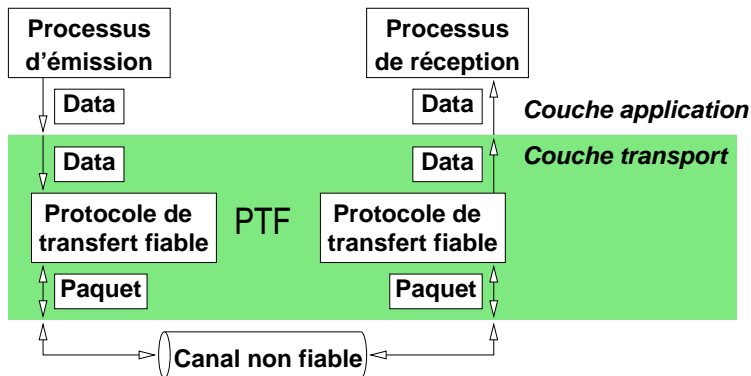 Processus
d'émission
Processus
de réception
Data
Data
Couche application
Data
Data
Couche transport
Protocole de
transfert fiable
PTF
Protocole de
transfert fiable
Paquet
Paquet
Canal non fiable